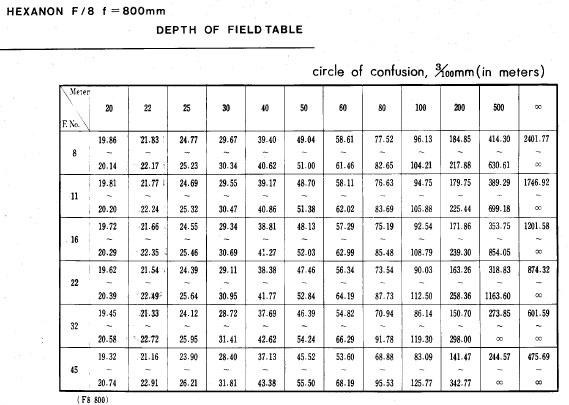 HEXANON F/8 f=800mm
DEPTH OF FIELD TABLE
circle of confusion, 3/100mm (in meters)
Meter 20 22 25 30 40 50 60 80 100 200 500 ∞
F. No.
19.86 21.83 24.77 29.67 39.40 49.04 58.61 77.52 96.13 184.85 414.30 2401.77
8 ~ ~ ~ ~ ~ ~ ~ ~ ~ ~ ~ ~
20.14 22.17 25.23 30.34 40.62 51.00 61.46 82.65 104.21 217.88 630.61 ∞
19.81 21.77 24.69 29.55 39.17 48.70 58.11 76.63 94.75 179.75 389.29 1746.92
11 ~ ~ ~ ~ ~ ~ ~ ~ ~ ~ ~ ~
20.20 22.24 25.32 30.47 40.86 51.38 62.02 83.69 105.88 225.44 699.18 ∞
19.72 21.66 24.55 29.34 38.81 48.13 57.29 75.19 92.54 171.86 353.75 1201.58
16 ~ ~ ~ ~ ~ ~ ~ ~ ~ ~ ~ ~
20.29 22.35 25.46 30.69 41.27 52.03 62.99 85.48 108.79 239.30 854.05 ∞
19.62 21.54 24.39 29.11 38.38 47.46 56.34 73.54 90.03 163.26 318.83 874.32
22 ~ ~ ~ ~ ~ ~ ~ ~ ~ ~ ~ ~
20.39 22.49 25.64 30.95 41.77 52.84 64.19 87.73 112.50 258.36 1163.60 ∞
19.45 21.33 24.12 28.72 37.69 46.39 54.82 70.94 86.14 150.70 273.85 601.59
32 ~ ~ ~ ~ ~ ~ ~ ~ ~ ~ ~ ~
20.58 22.72 25.95 31.41 42.62 54.24 66.29 91.78 119.30 298.00 ∞ ∞
19.32 21.16 23.90 28.40 37.13 45.52 53.60 68.88 83.09 141.47 244.57 475.69
45 ~ ~ ~ ~ ~ ~ ~ ~ ~ ~ ~ ~
20.74 22.91 26.21 31.81 43.38 55.50 68.19 95.53 125.77 342.77 ∞ ∞
(F8 800)